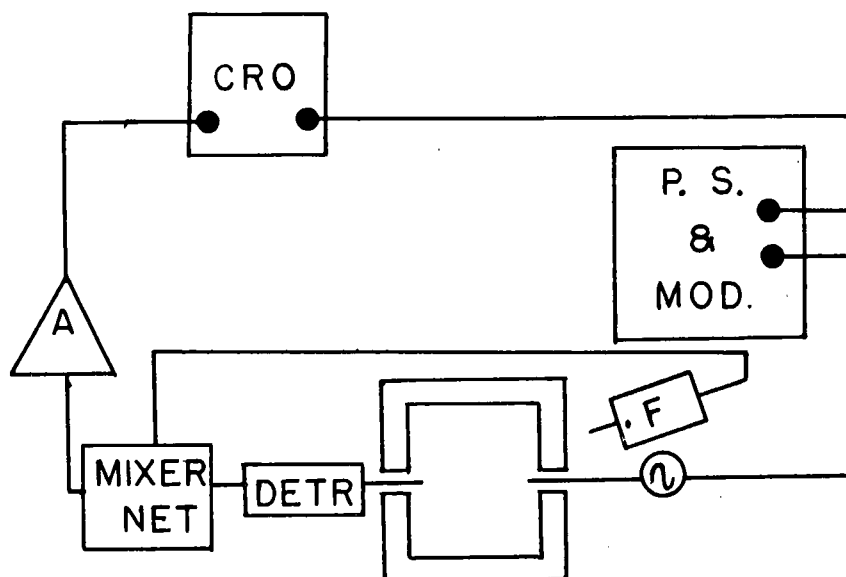 CRO
P. S.
&
MOD.
A
F
MIXER
NET
DETR